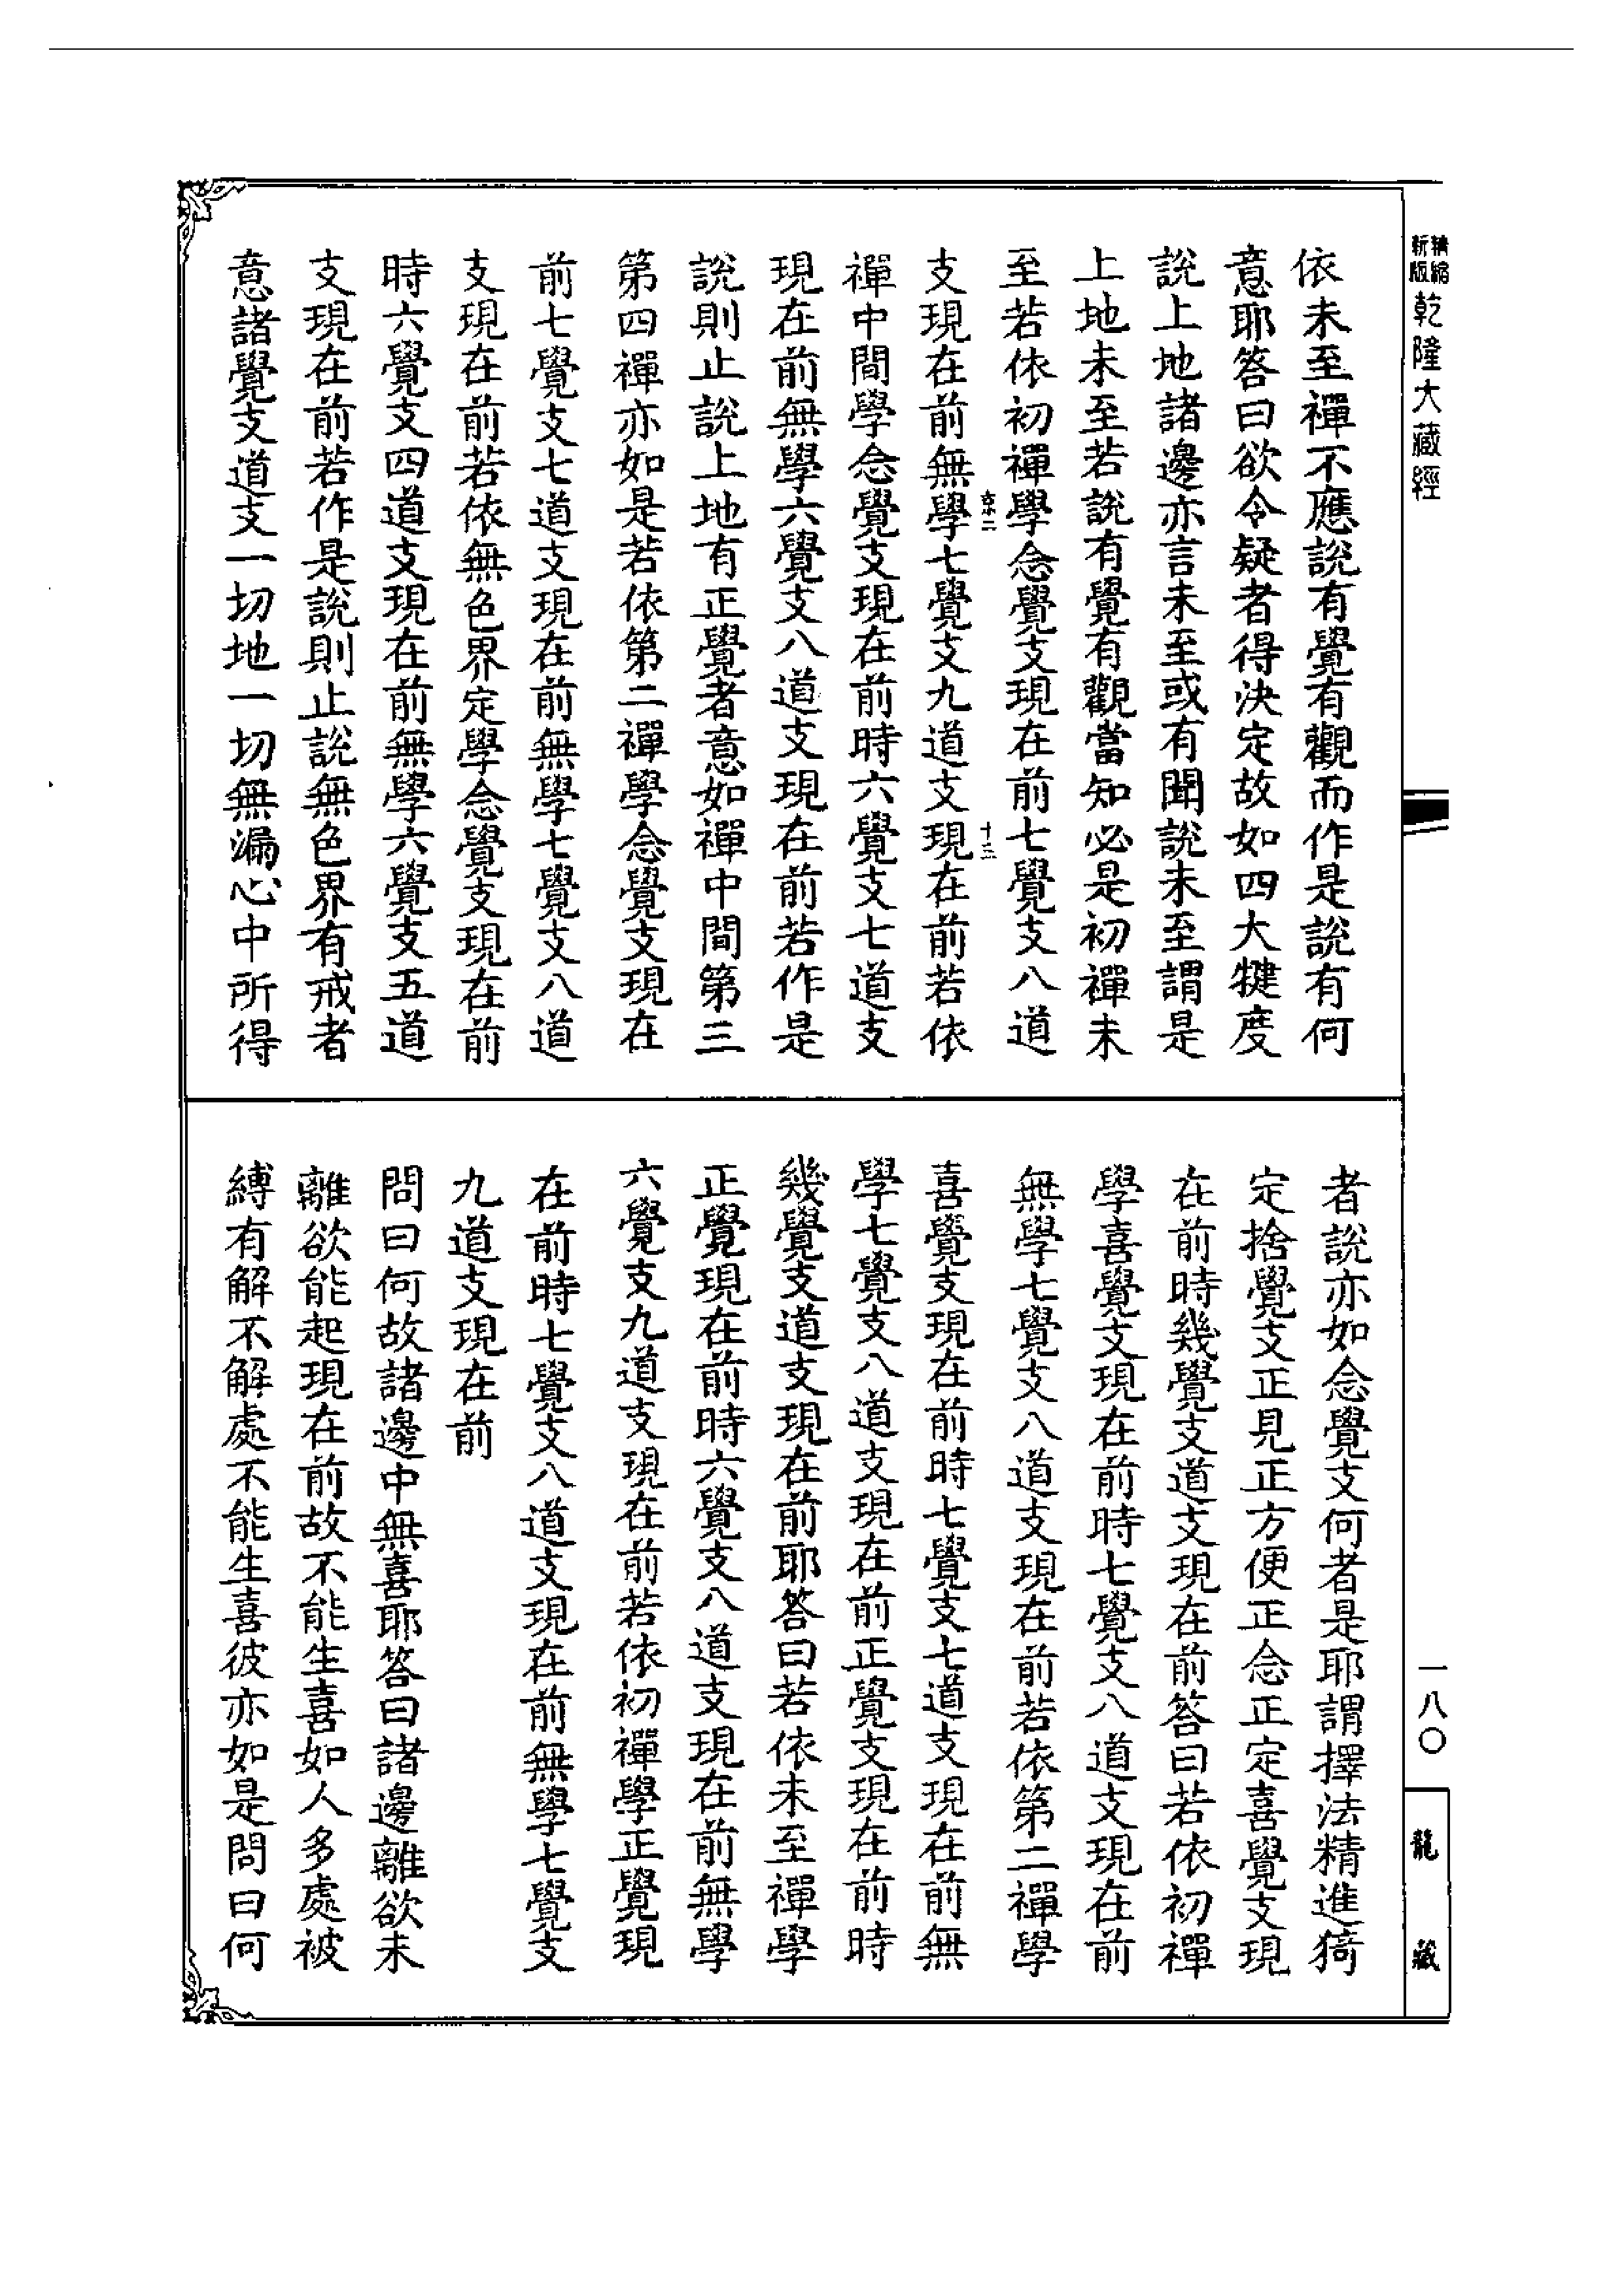 精縮新版乾隆大藏經
一八〇
龍藏
依未至禪不應說有覺有觀而作是說有何
意耶答曰欲令疑者得決定故如四大犍度
說上地諸邊亦言未至或有聞說未至謂是
上地未至若說有覺有觀當知必是初禪未
至若依初禪學念覺支現在前七覺支八道
支現在前無學七覺支九道支現在前若依
十三
禪中間學念覺支現在前時六覺支七道支
現在前無學六覺支八道支現在前若作是
說則止說上地有正覺者意如禪中間第三
第四禪亦如是若依第二禪學念覺支現在
前七覺支七道支現在前無學七覺支八道
支現在前若依無色界定學念覺支現在前
時六覺支四道支現在前無學六覺支五道
支現在前若作是說則止說無色界有戒者
意諸覺支道支一切地一切無漏心中所得
者說亦如念覺支何者是耶謂擇法精進猗
定捨覺支正見正方便正念正定喜覺支現
在前時幾覺支道支現在前答曰若依初禪
學喜覺支現在前時七覺支八道支現在前
無學七覺支八道支現在前若依第二禪學
喜覺支現在前時七覺支七道支現在前無
學七覺支八道支現在前正覺支現在前時
幾覺支道支現在前耶答曰若依未至禪學
正覺現在前時六覺支八道支現在前無學
六覺支九道支現在前若依初禪學正覺現
在前時七覺支八道支現在前無學七覺支
九道支現在前
問曰何故諸邊中無喜耶答曰諸邊離欲未
離欲能起現在前故不能生喜如人多處被
縛有解不解處不能生喜彼亦如是問曰何